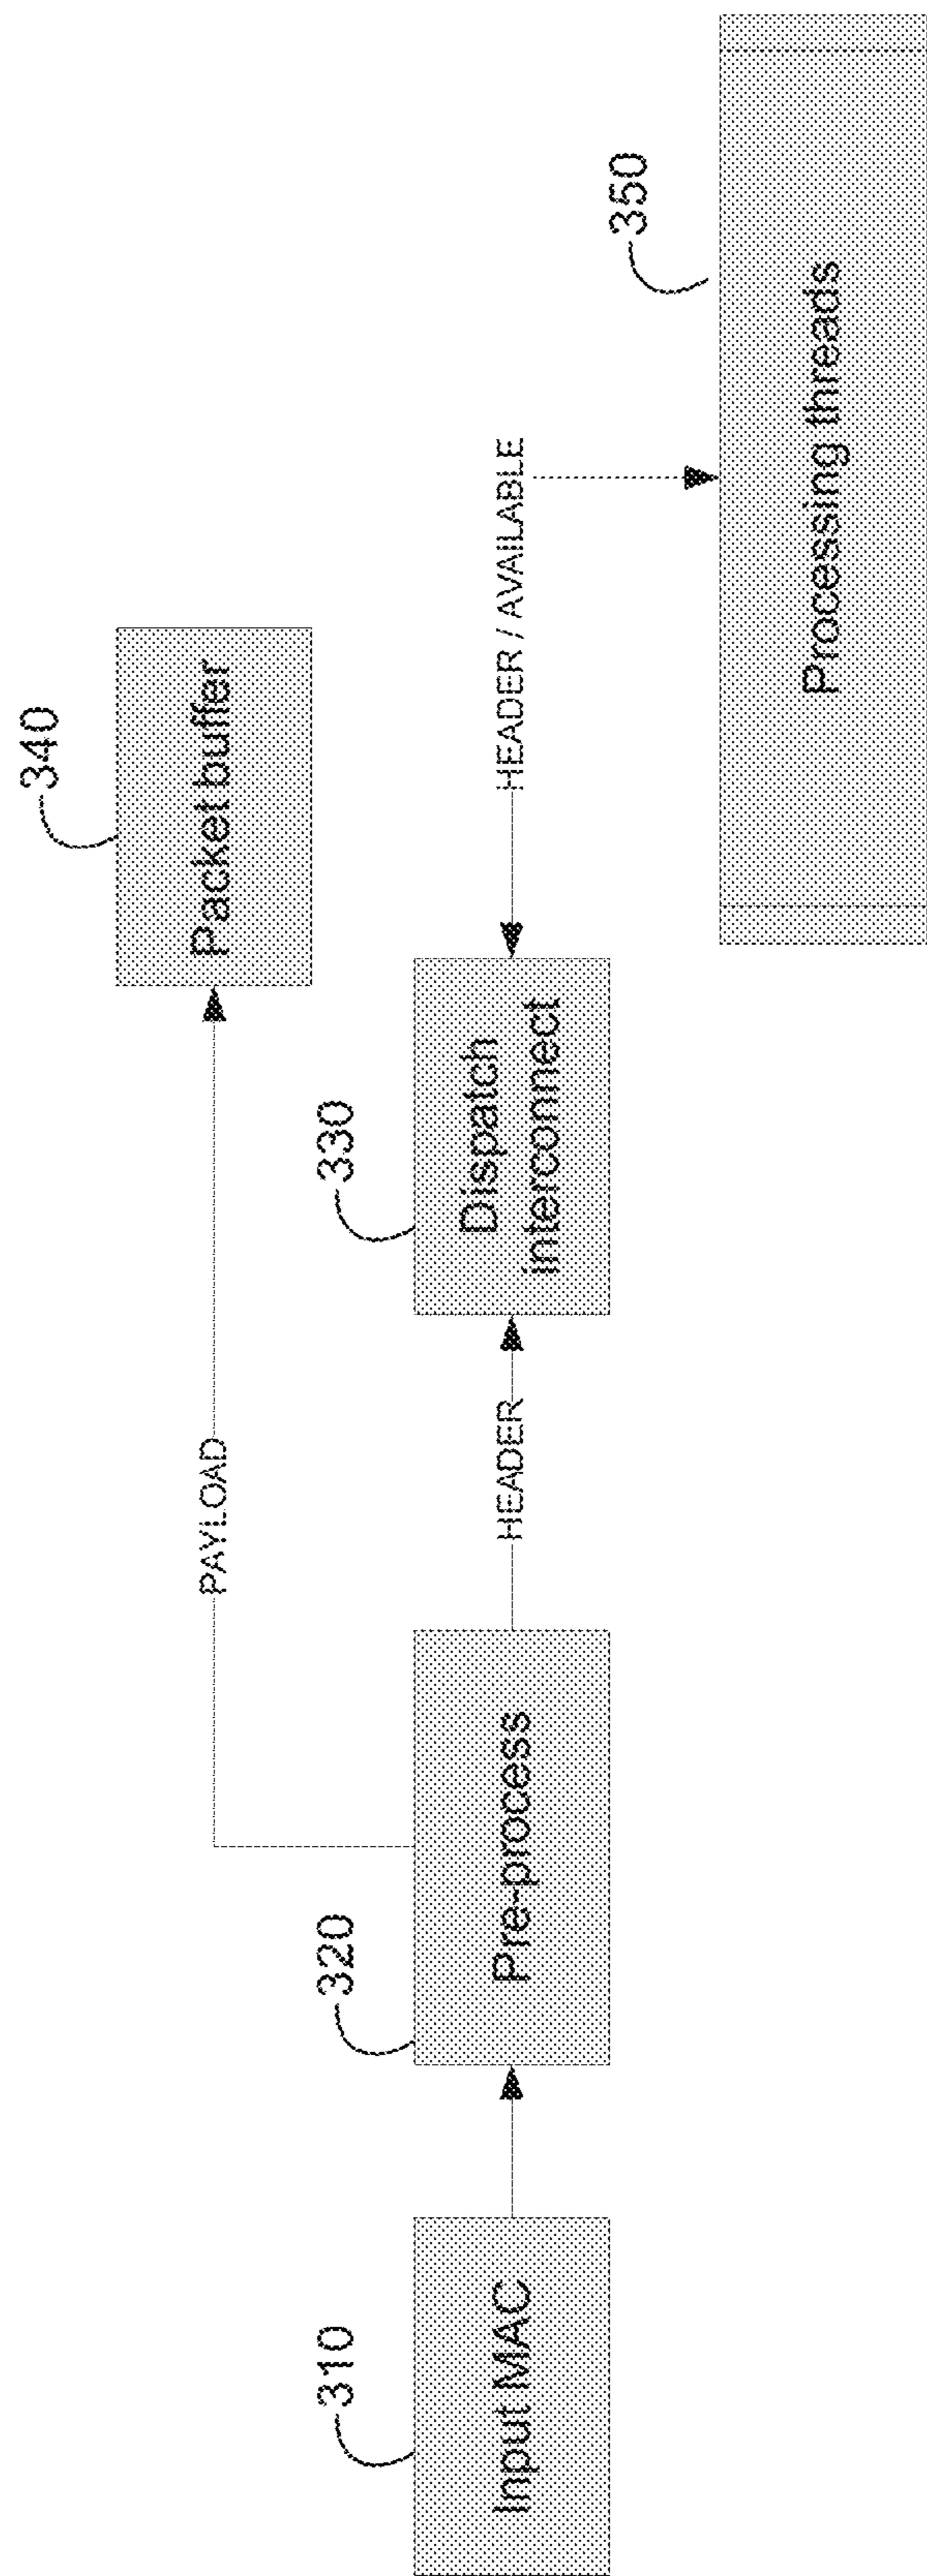 340
Packet buffer
PAYLOAD
310
Input MAC
320
Pre-process
HEADER
330
Dispatch
interconnect
HEADER / AVAILABLE
350
Processing threads